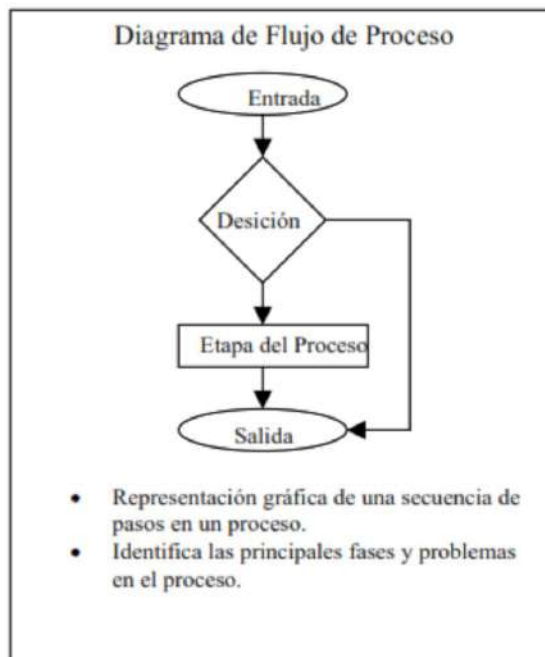 Diagrama de Flujo de Proceso
Entrada
Desición
Etapa del Proceso
Salida
• Representación gráfica de una secuencia de
pasos en un proceso.
• Identifica las principales fases y problemas
en el proceso.